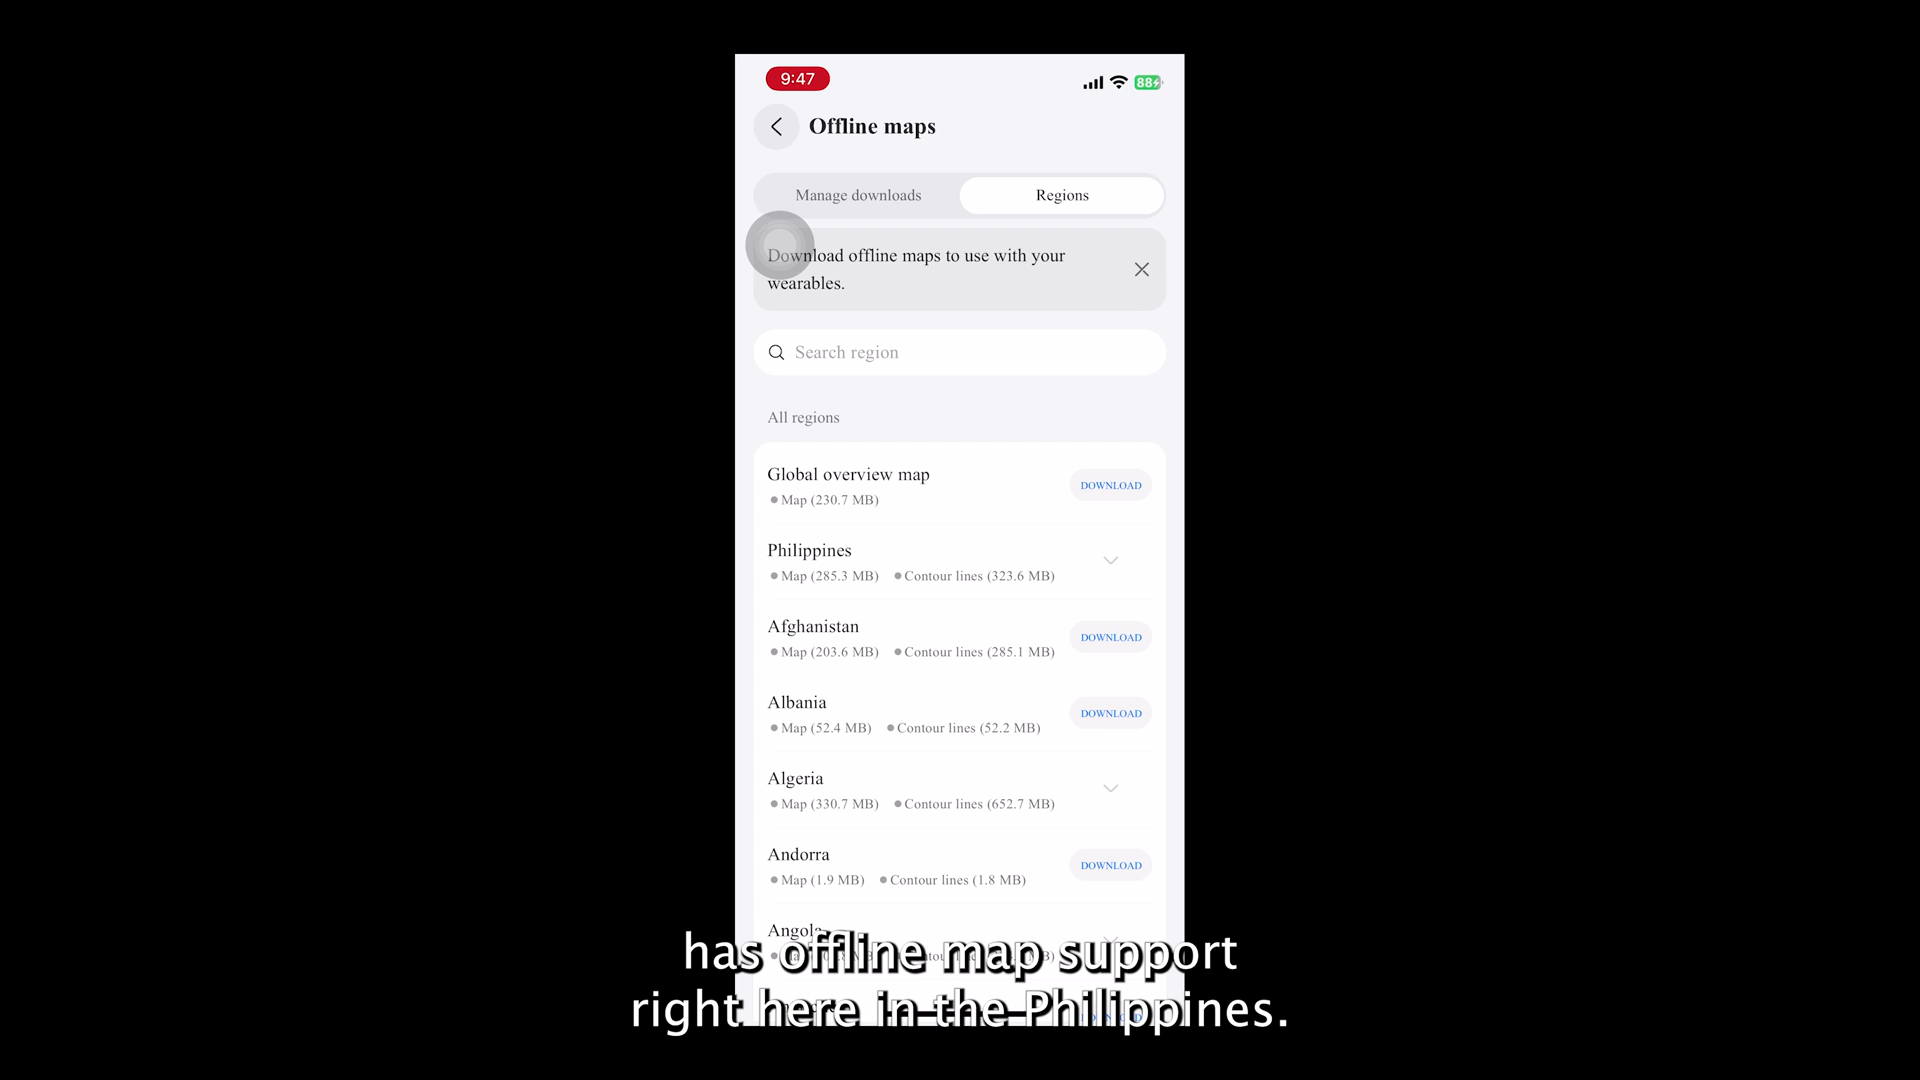 9:47
88
Offline maps
Manage downloads
Regions
Download offline maps to use with your
wearables.
Search region
All regions
Global overview map
Map (230.7 MB)
DOWNLOAD
Philippines
Map (285.3 MB) Contour lines (323.6 MB)
Afghanistan
Map (203.6 MB) Contour lines (285.1 MB)
DOWNLOAD
Albania
Map (52.4 MB) Contour lines (52.2 MB)
DOWNLOAD
Algeria
Map (330.7 MB) Contour lines (652.7 MB)
Andorra
Map (1.9 MB) Contour lines (1.8 MB)
DOWNLOAD
Angola
has offline map support
right here in the Philippines.